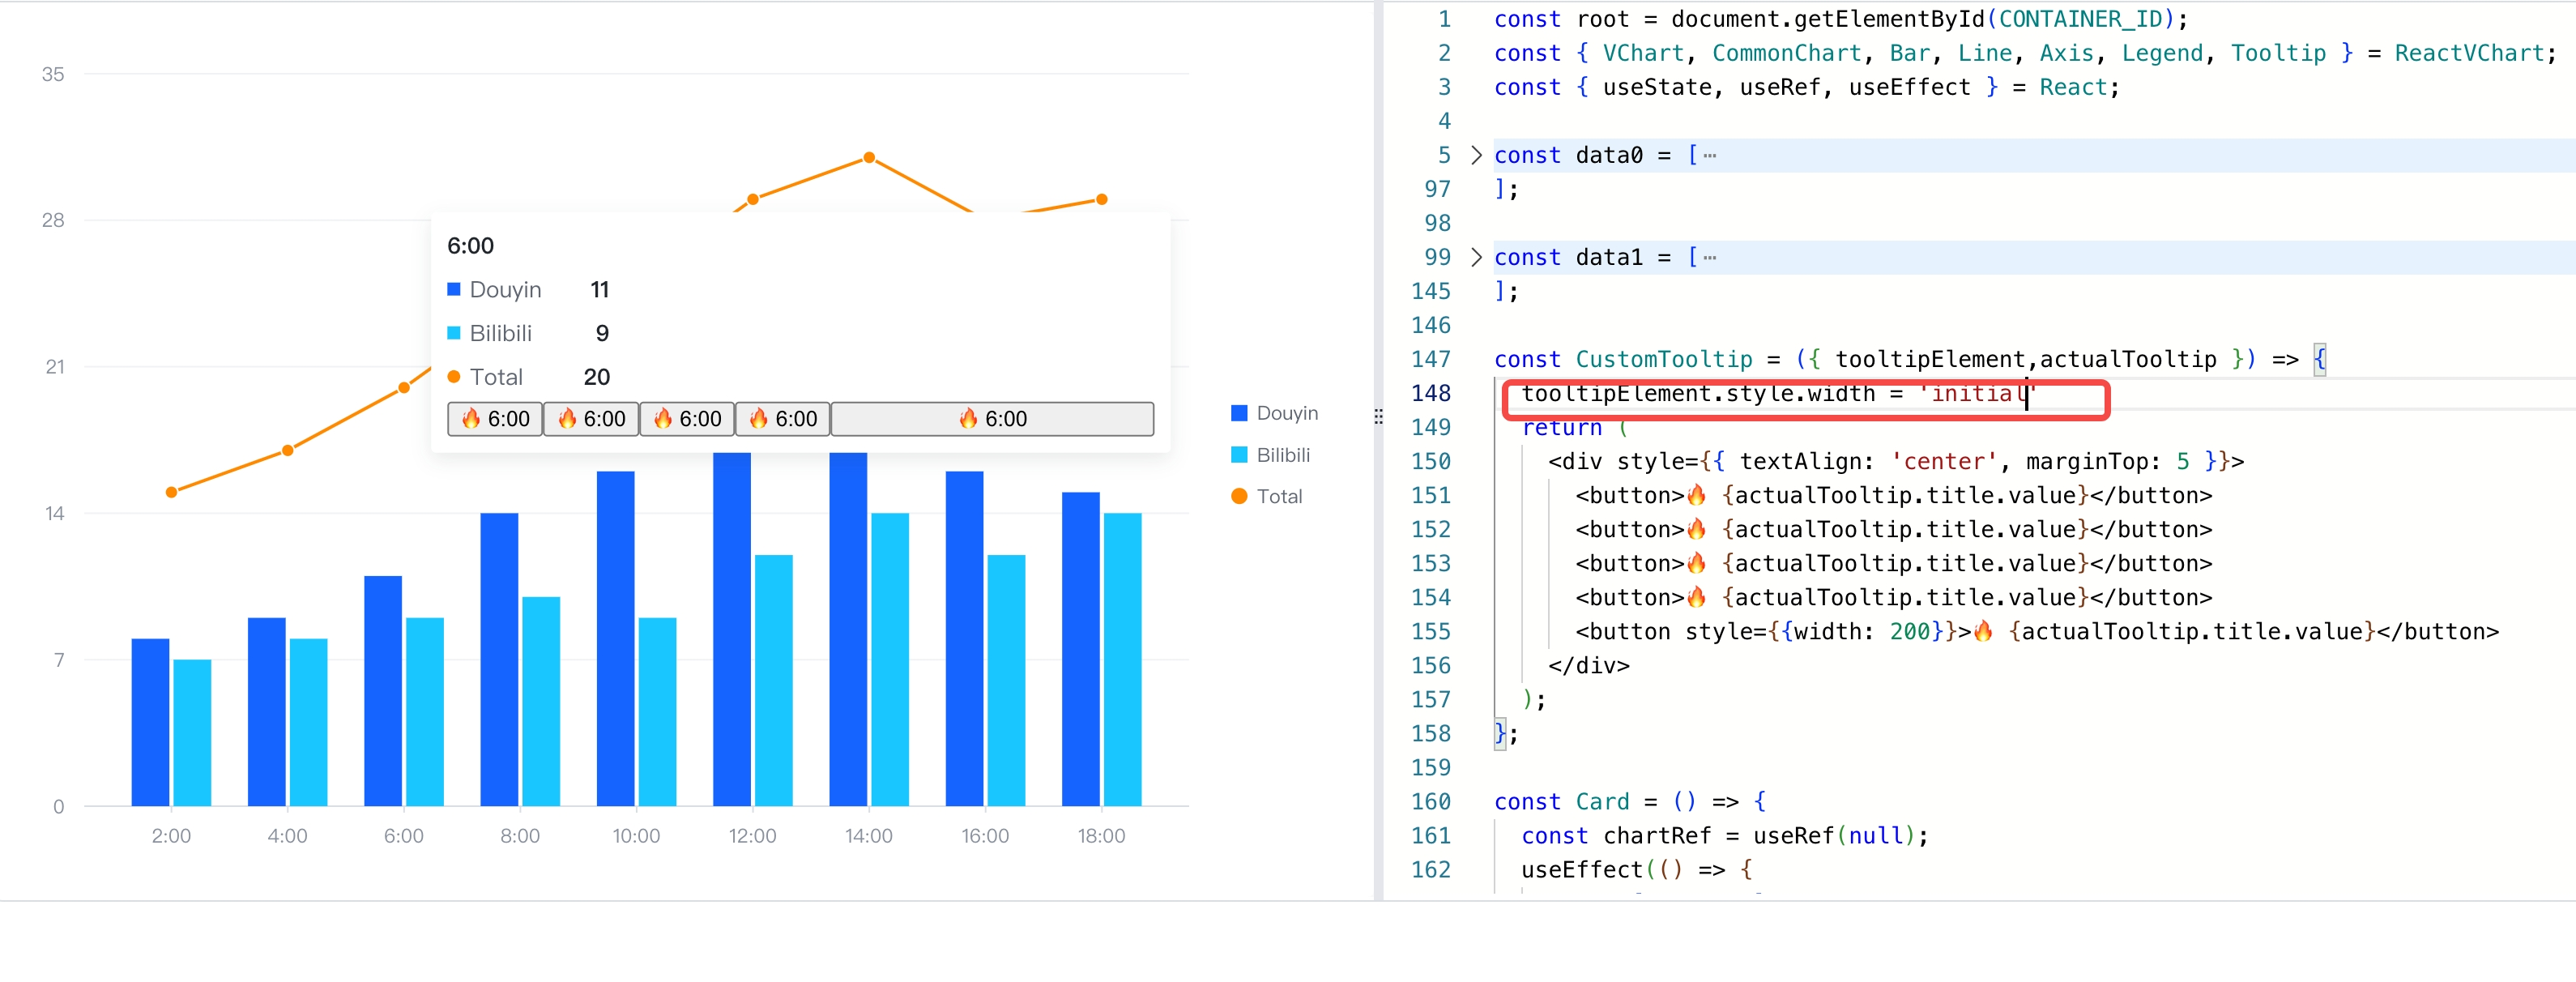 35
28
21
14
7
0
6:00
Douyin 11
Bilibili 9
Total 20
🔥 6:00 🔥 6:00 🔥 6:00 🔥 6:00 🔥 6:00
2:00 4:00 6:00 8:00 10:00 12:00 14:00 16:00 18:00
Douyin
Bilibili
Total
1 const root = document.getElementById(CONTAINER_ID);
2 const { VChart, CommonChart, Bar, Line, Axis, Legend, Tooltip } = ReactVChart;
3 const { useState, useRef, useEffect } = React;
4
5 const data0 = [ ⋯
97 ];
98
99 const data1 = [ ⋯
145 ];
146
147 const CustomTooltip = ({ tooltipElement,actualTooltip }) => {
148 tooltipElement.style.width = 'initial'
149 return (
150 <div style={{ textAlign: 'center', marginTop: 5 }}>
151 <button>🔥 {actualTooltip.title.value}</button>
152 <button>🔥 {actualTooltip.title.value}</button>
153 <button>🔥 {actualTooltip.title.value}</button>
154 <button>🔥 {actualTooltip.title.value}</button>
155 <button style={{width: 200}}>🔥 {actualTooltip.title.value}</button>
156 </div>
157 );
158 };
159
160 const Card = () => {
161 const chartRef = useRef(null);
162 useEffect(() => {